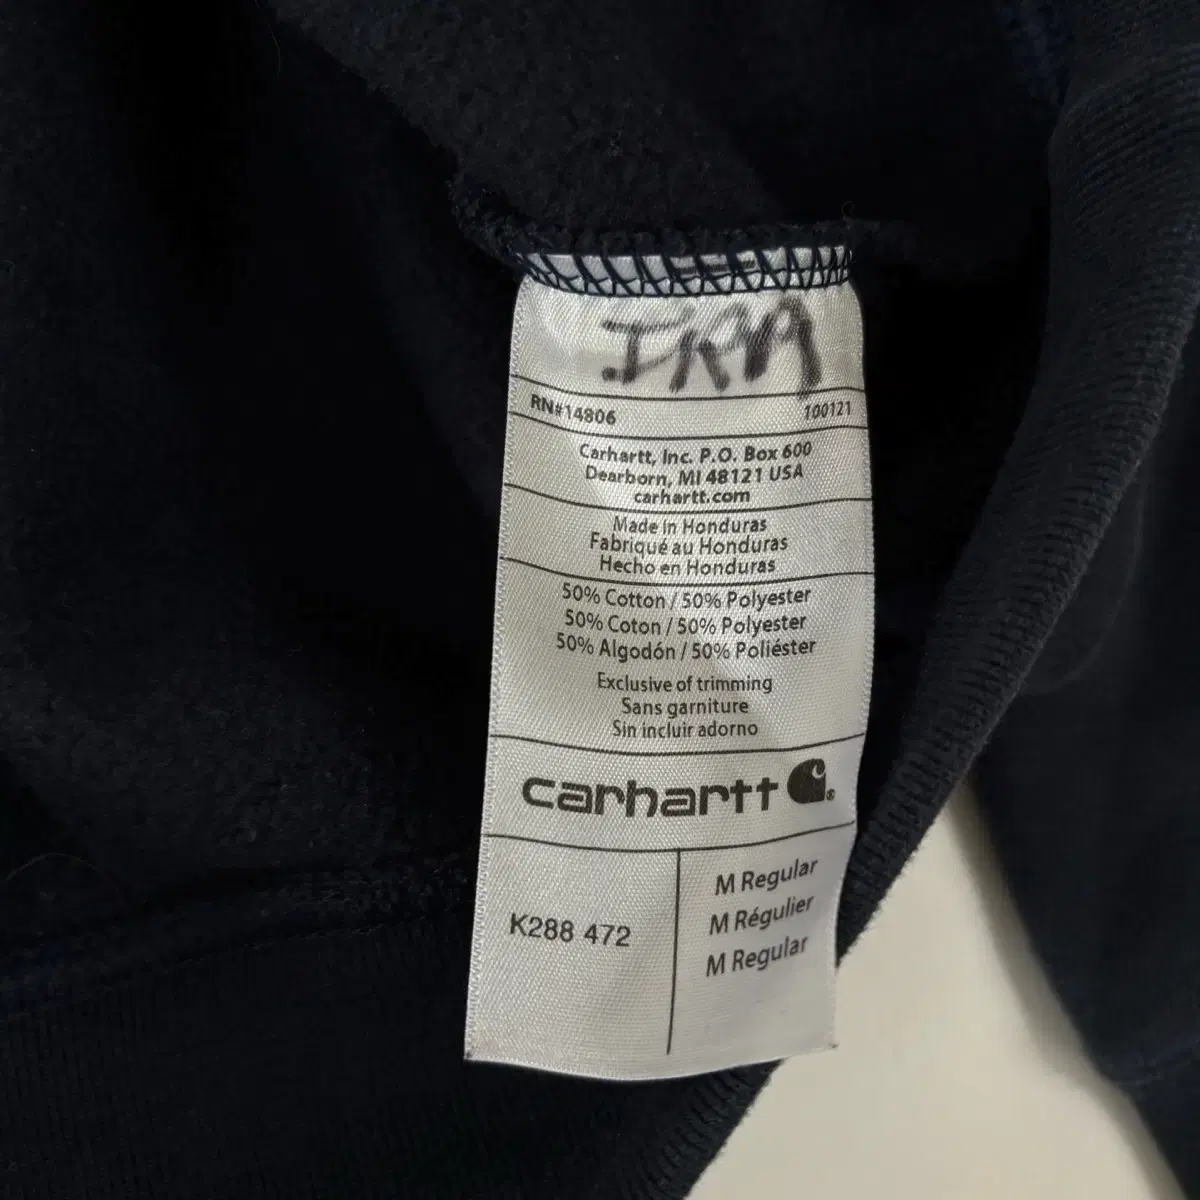 IRA
RN#14806 100121
Carhartt, Inc. P.O. Box 600
Dearborn, MI 48121 USA
carhartt.com
Made in Honduras
Fabriqué au Honduras
Hecho en Honduras
50% Cotton / 50% Polyester
50% Coton / 50% Polyester
50% Algodón / 50% Poliéster
Exclusive of trimming
Sans garniture
Sin incluir adorno
carhartt ®
K288 472
M Regular
M Régulier
M Regular